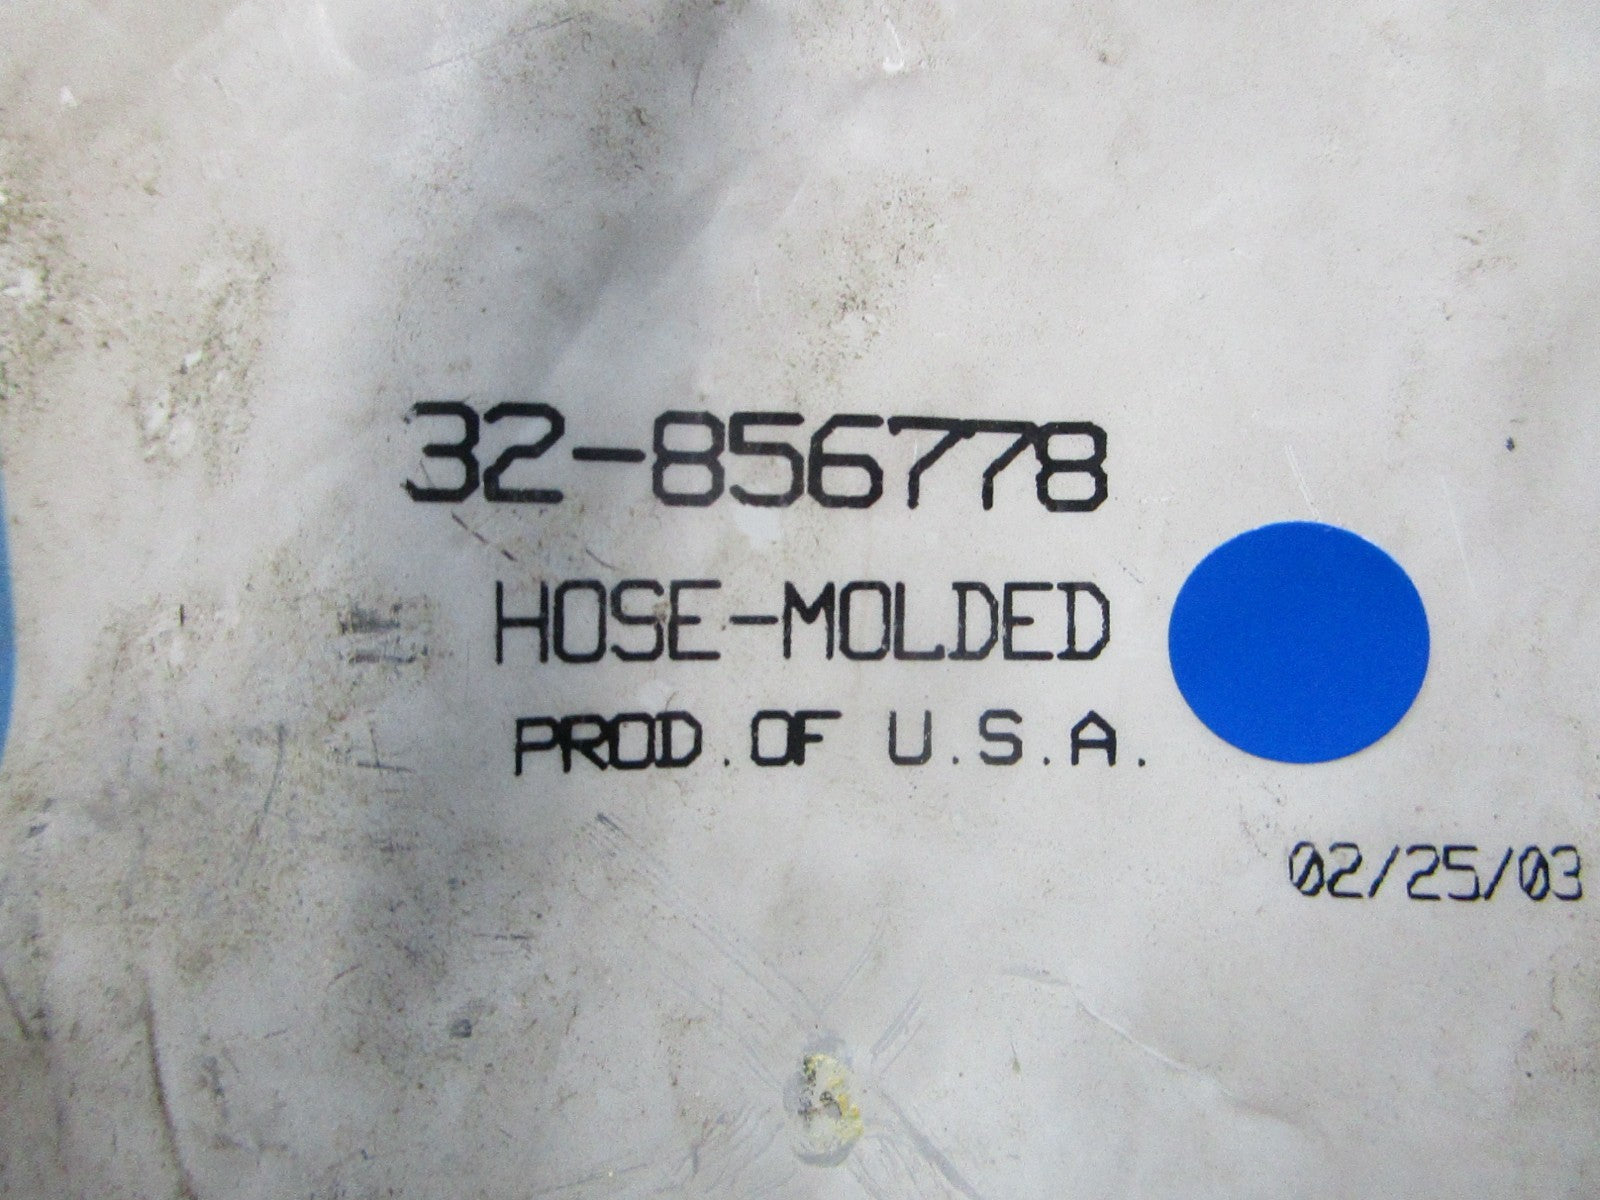 32-856778
HOSE-MOLDED
PROD. OF U.S.A.
02/25/03